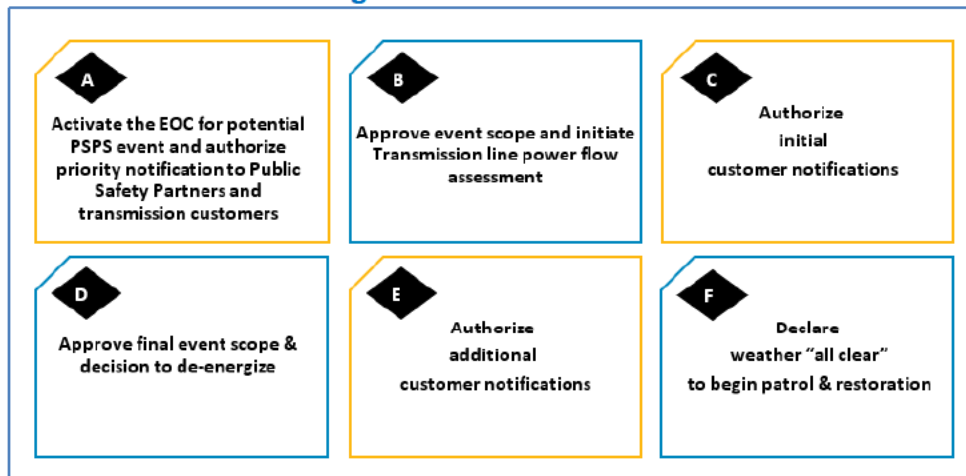 A
Activate the EOC for potential
PSPS event and authorize
priority notification to Public
Safety Partners and
transmission customers
B
Approve event scope and initiate
Transmission line power flow
assessment
C
Authorize
initial
customer notifications
D
Approve final event scope &
decision to de-energize
E
Authorize
additional
customer notifications
F
Declare
weather “all clear”
to begin patrol & restoration